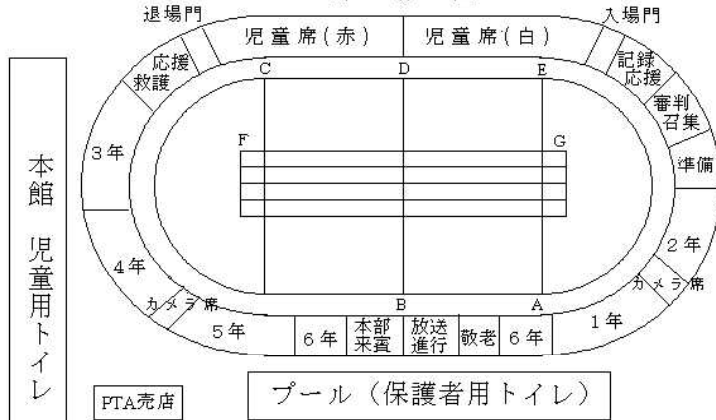 退場門
入場門
児童席(赤)
児童席(白)
応援
救護
記録
応援
審判
召集
準備
C
D
E
F
G
3年
2年
4年
カメラ席
カメラ席
B
A
5年
6年
本部
来賓
放送
進行
敬老
6年
1年
本館 児童用トイレ
PTA売店
プール(保護者用トイレ)